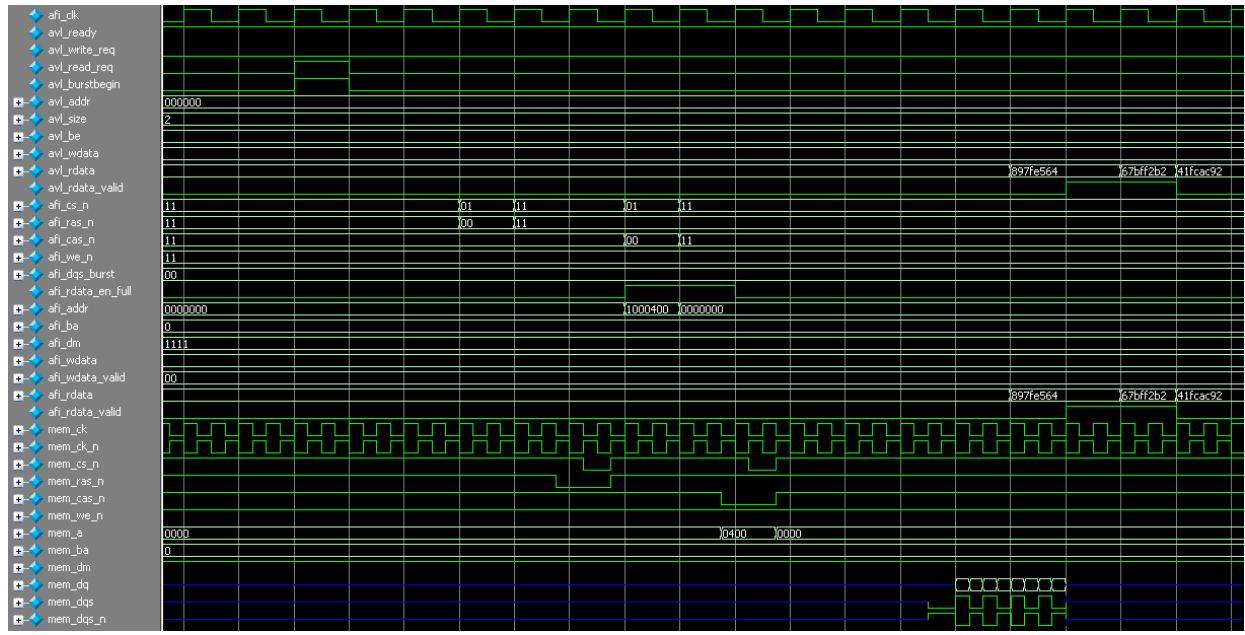 afi_clk
avl_ready
avl_write_req
avl_read_req
avl_burstbegin
avl_addr 000000
avl_size 2
avl_be
avl_wdata
avl_rdata 897fe564 67bff2b2 41fcac92
avl_rdata_valid
afi_cs_n 11 01 11 01 11
afi_ras_n 11 00 11
afi_cas_n 11 00 11
afi_we_n 11
afi_dqs_burst 00
afi_rdata_en_full
afi_addr 0000000 1000400 0000000
afi_ba 0
afi_dm 1111
afi_wdata
afi_wdata_valid 00
afi_rdata 897fe564 67bff2b2 41fcac92
afi_rdata_valid
mem_ck
mem_ck_n
mem_cs_n
mem_ras_n
mem_cas_n
mem_we_n
mem_a 0000 0400 0000
mem_ba 0
mem_dm
mem_dq
mem_dqs
mem_dqs_n